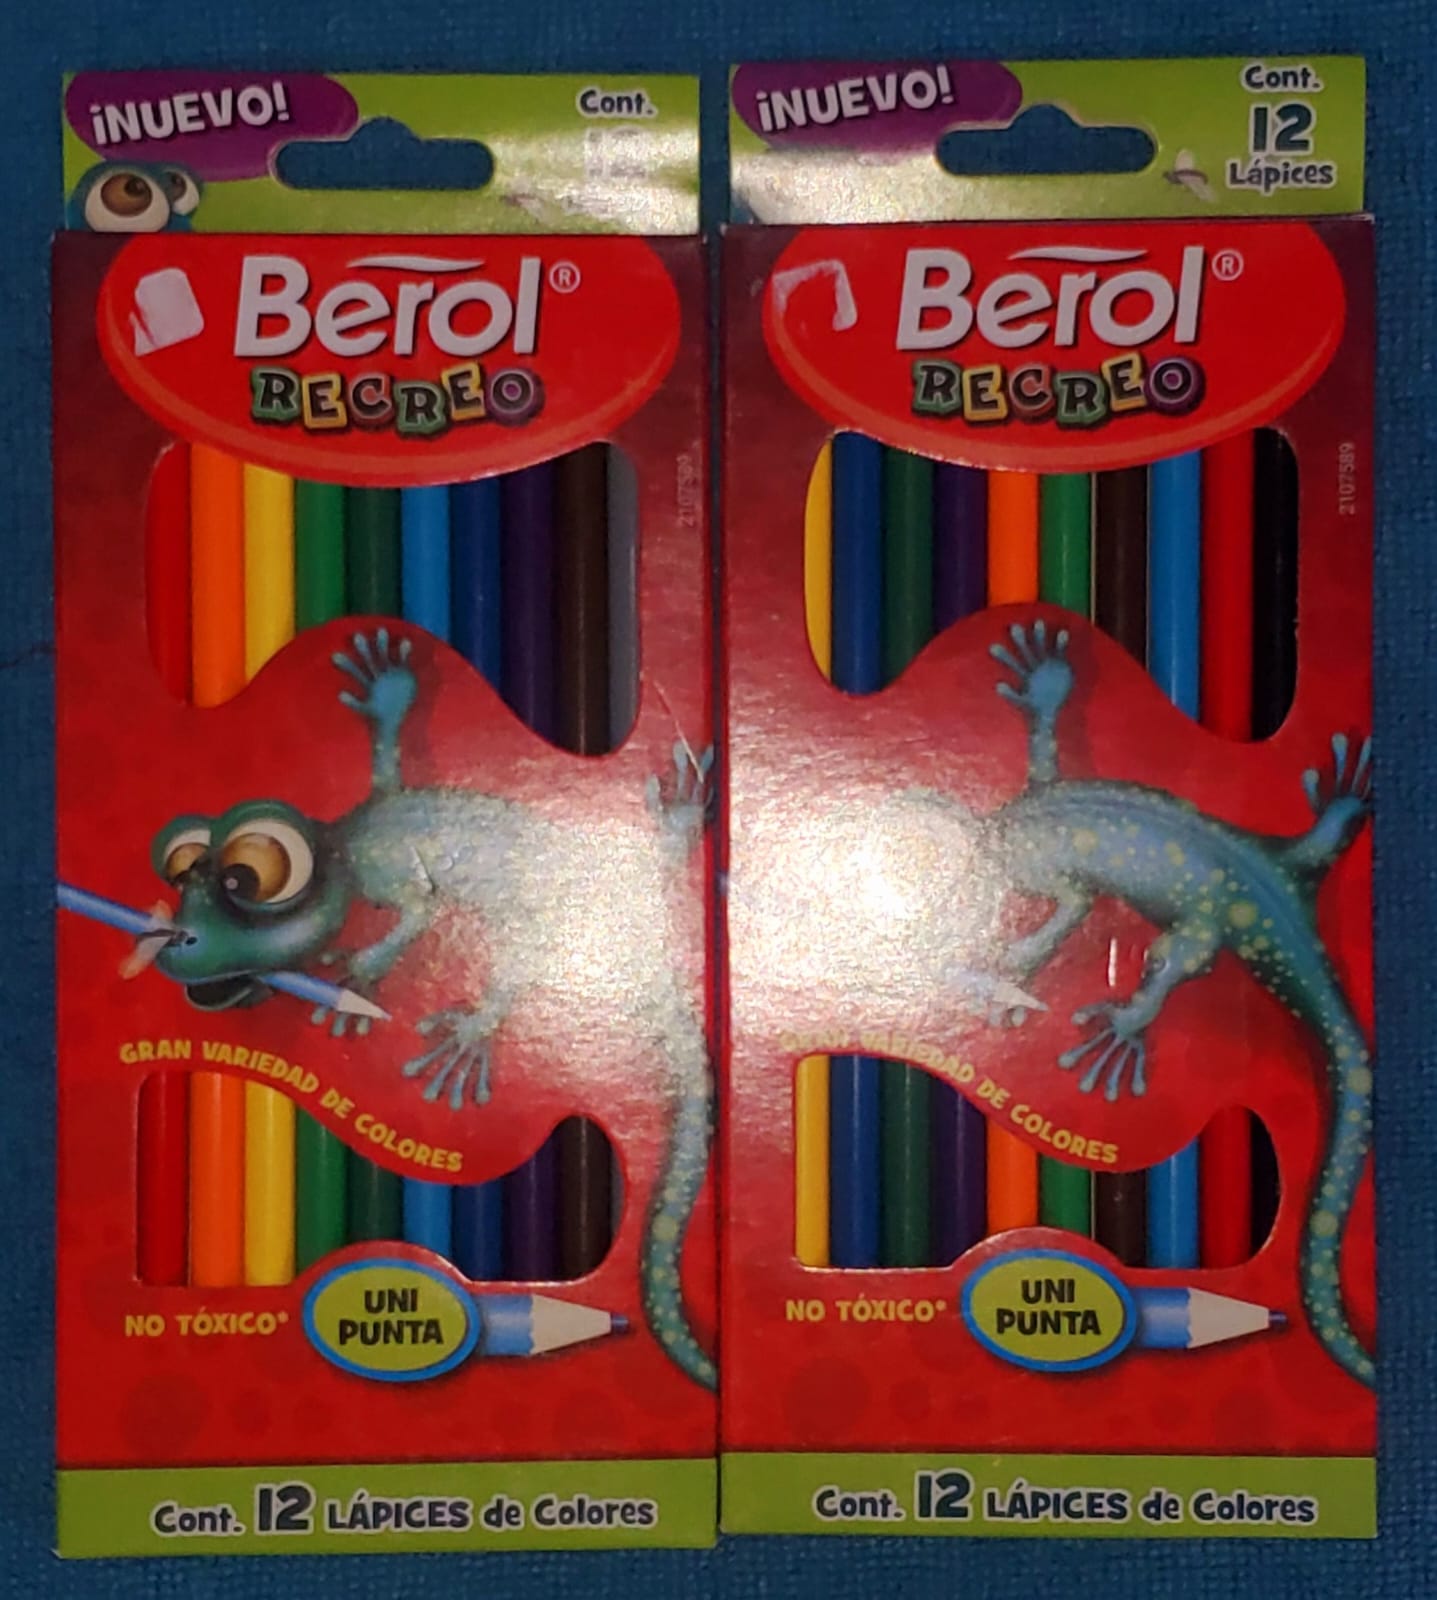 ¡NUEVO!
Cont.
12
Berol®
RECREO
2107589
GRAN VARIEDAD DE COLORES
NO TÓXICO*
UNI
PUNTA
Cont. 12 LÁPICES de Colores
¡NUEVO!
Cont.
12
Lápices
Berol®
RECREO
2107589
GRAN VARIEDAD DE COLORES
NO TÓXICO*
UNI
PUNTA
Cont. 12 LÁPICES de Colores